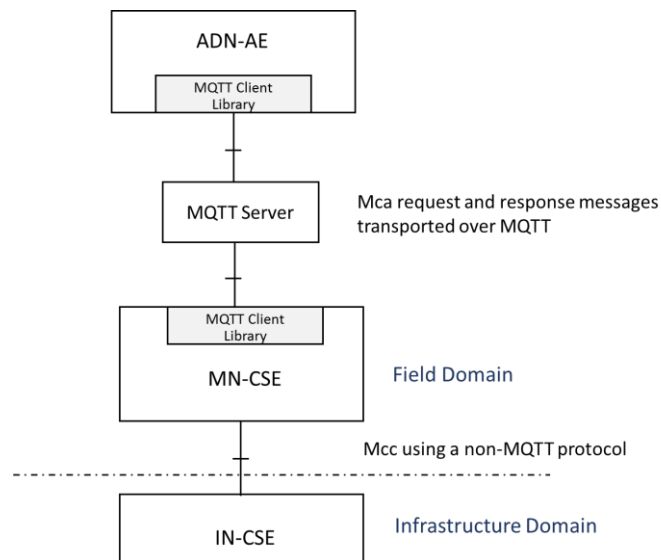 ADN-AE
MQTT Client
Library
MQTT Server
Mca request and response messages
transported over MQTT
MQTT Client
Library
MN-CSE
Field Domain
Mcc using a non-MQTT protocol
IN-CSE
Infrastructure Domain